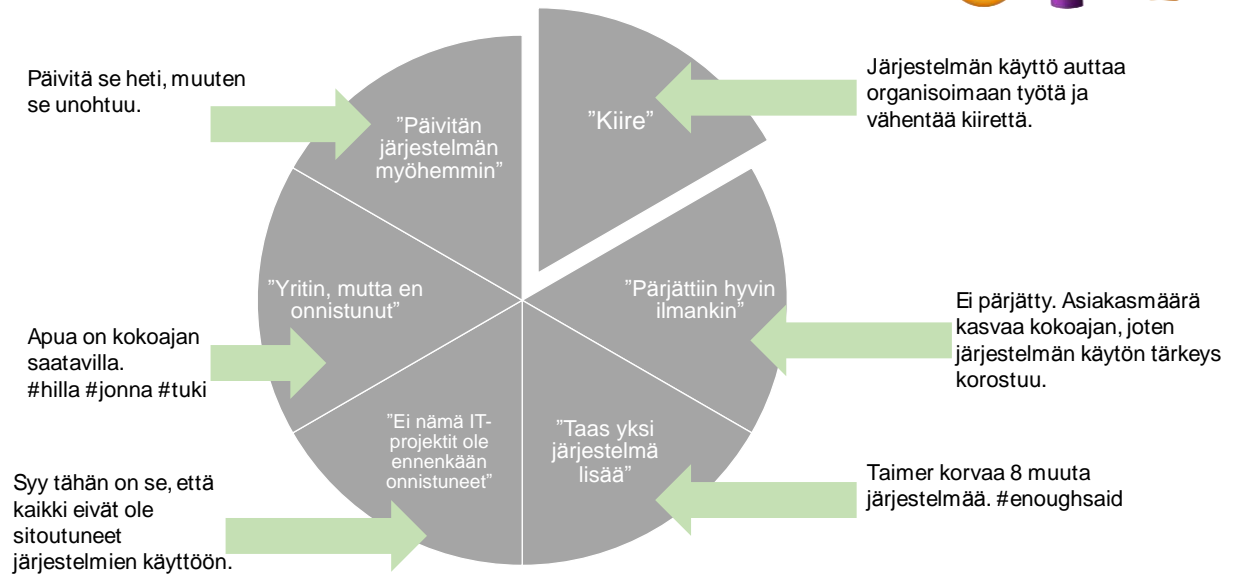 Päivitä se heti, muuten
se unohtuu.
"Päivitän
järjestelmän
myöhemmin"
"Kiire"
Järjestelmän käyttö auttaa
organisoimaan työtä ja
vähentää kiirettä.
"Yritin, mutta en
onnistunut"
Apua on kokoajan
saatavilla.
#hilla #jonna #tuki
"Pärjättiin hyvin
ilmankin"
Ei pärjätty. Asiakasmäärä
kasvaa kokoajan, joten
järjestelmän käytön tärkeys
korostuu.
"Ei nämä IT-
projektit ole
ennenkään
onnistuneet"
Syy tähän on se, että
kaikki eivät ole
sitoutuneet
järjestelmien käyttöön.
"Taas yksi
järjestelmä
lisää"
Taimer korvaa 8 muuta
järjestelmää. #enoughsaid